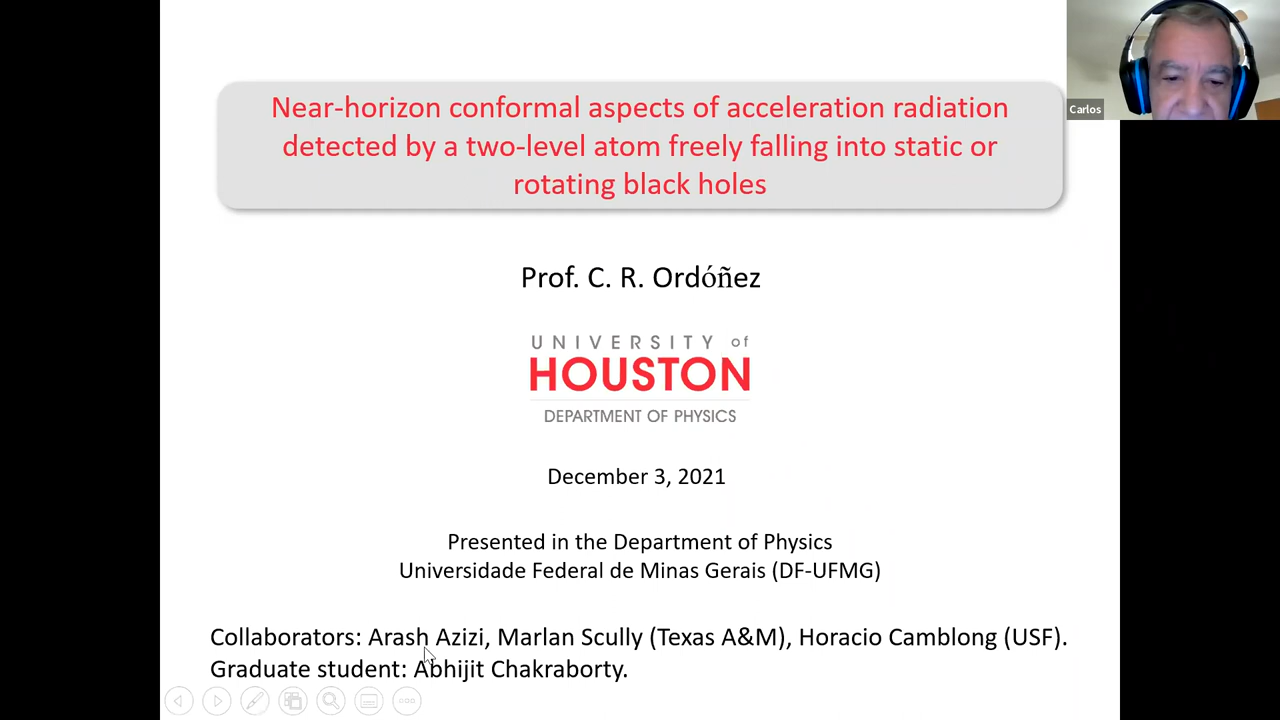 Near-horizon conformal aspects of acceleration radiation
detected by a two-level atom freely falling into static or
rotating black holes
Carlos
Prof. C. R. Ordóñez
UNIVERSITY of
HOUSTON
DEPARTMENT OF PHYSICS
December 3, 2021
Presented in the Department of Physics
Universidade Federal de Minas Gerais (DF-UFMG)
Collaborators: Arash Azizi, Marlan Scully (Texas A&M), Horacio Camblong (USF).
Graduate student: Abhijit Chakraborty.